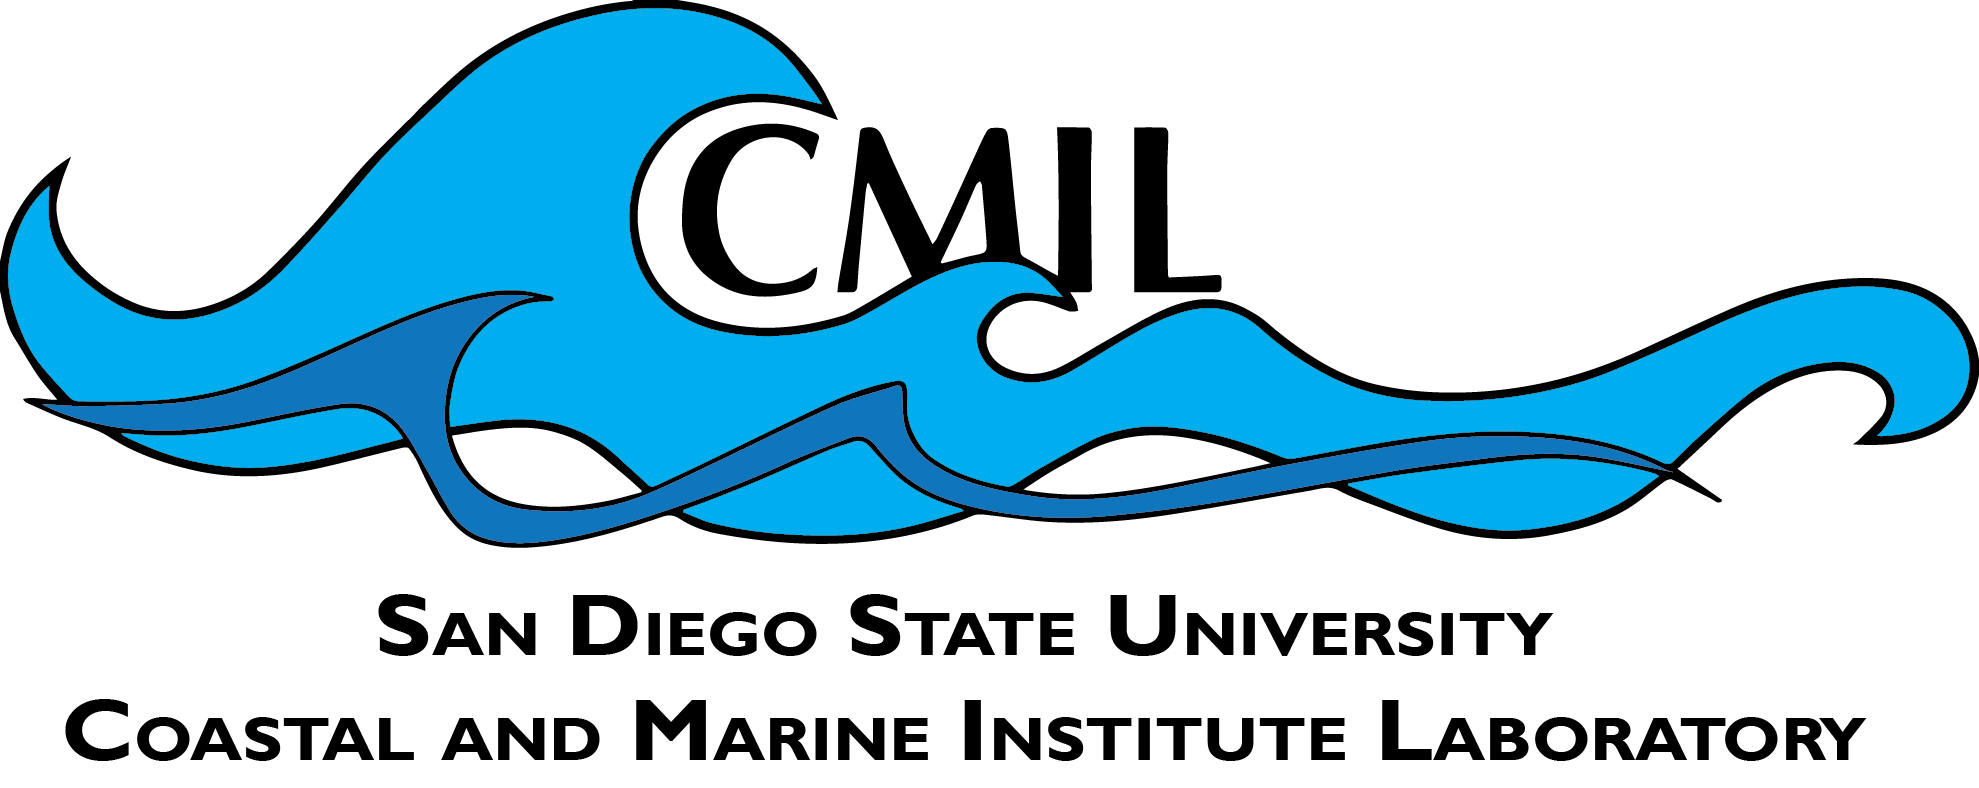 CMIL
San Diego State University
Coastal and Marine Institute Laboratory